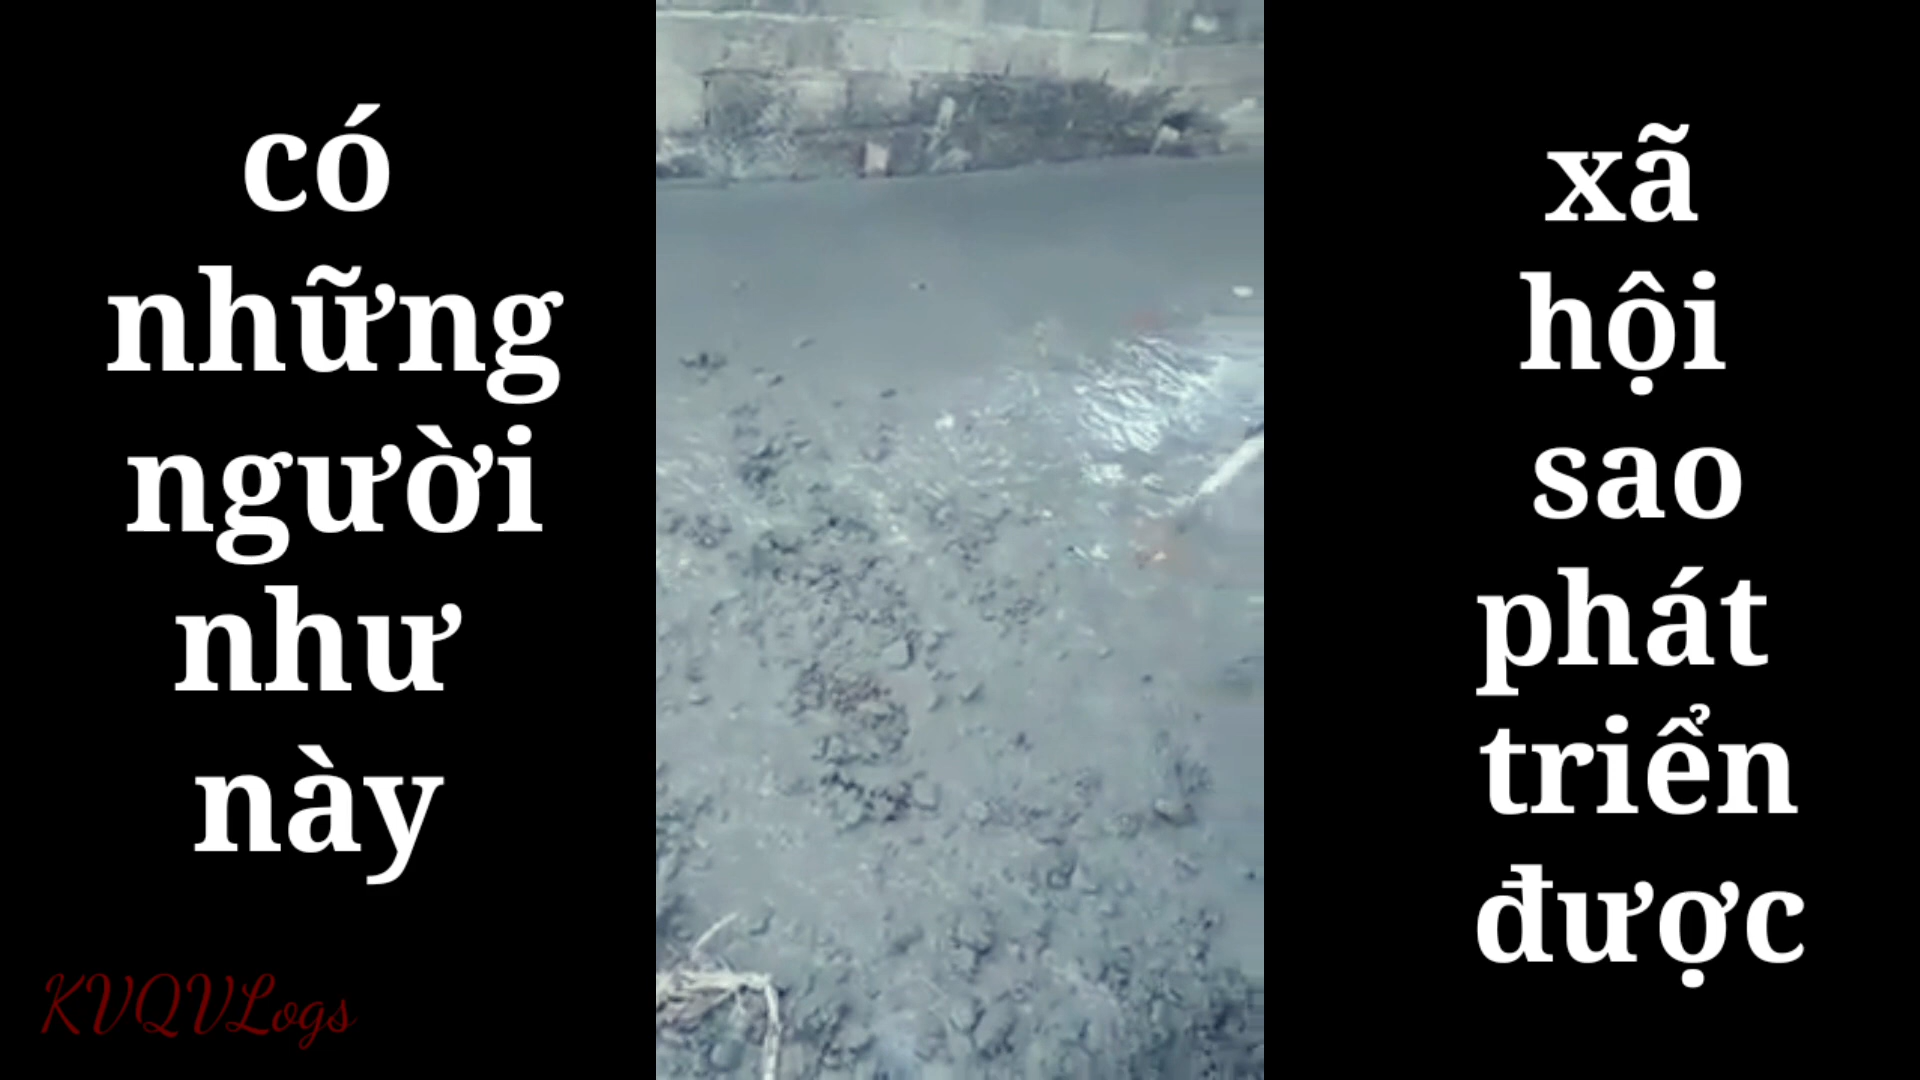 có
những
người
như
này
KVQVLogs
xã
hội
sao
phát
triển
được